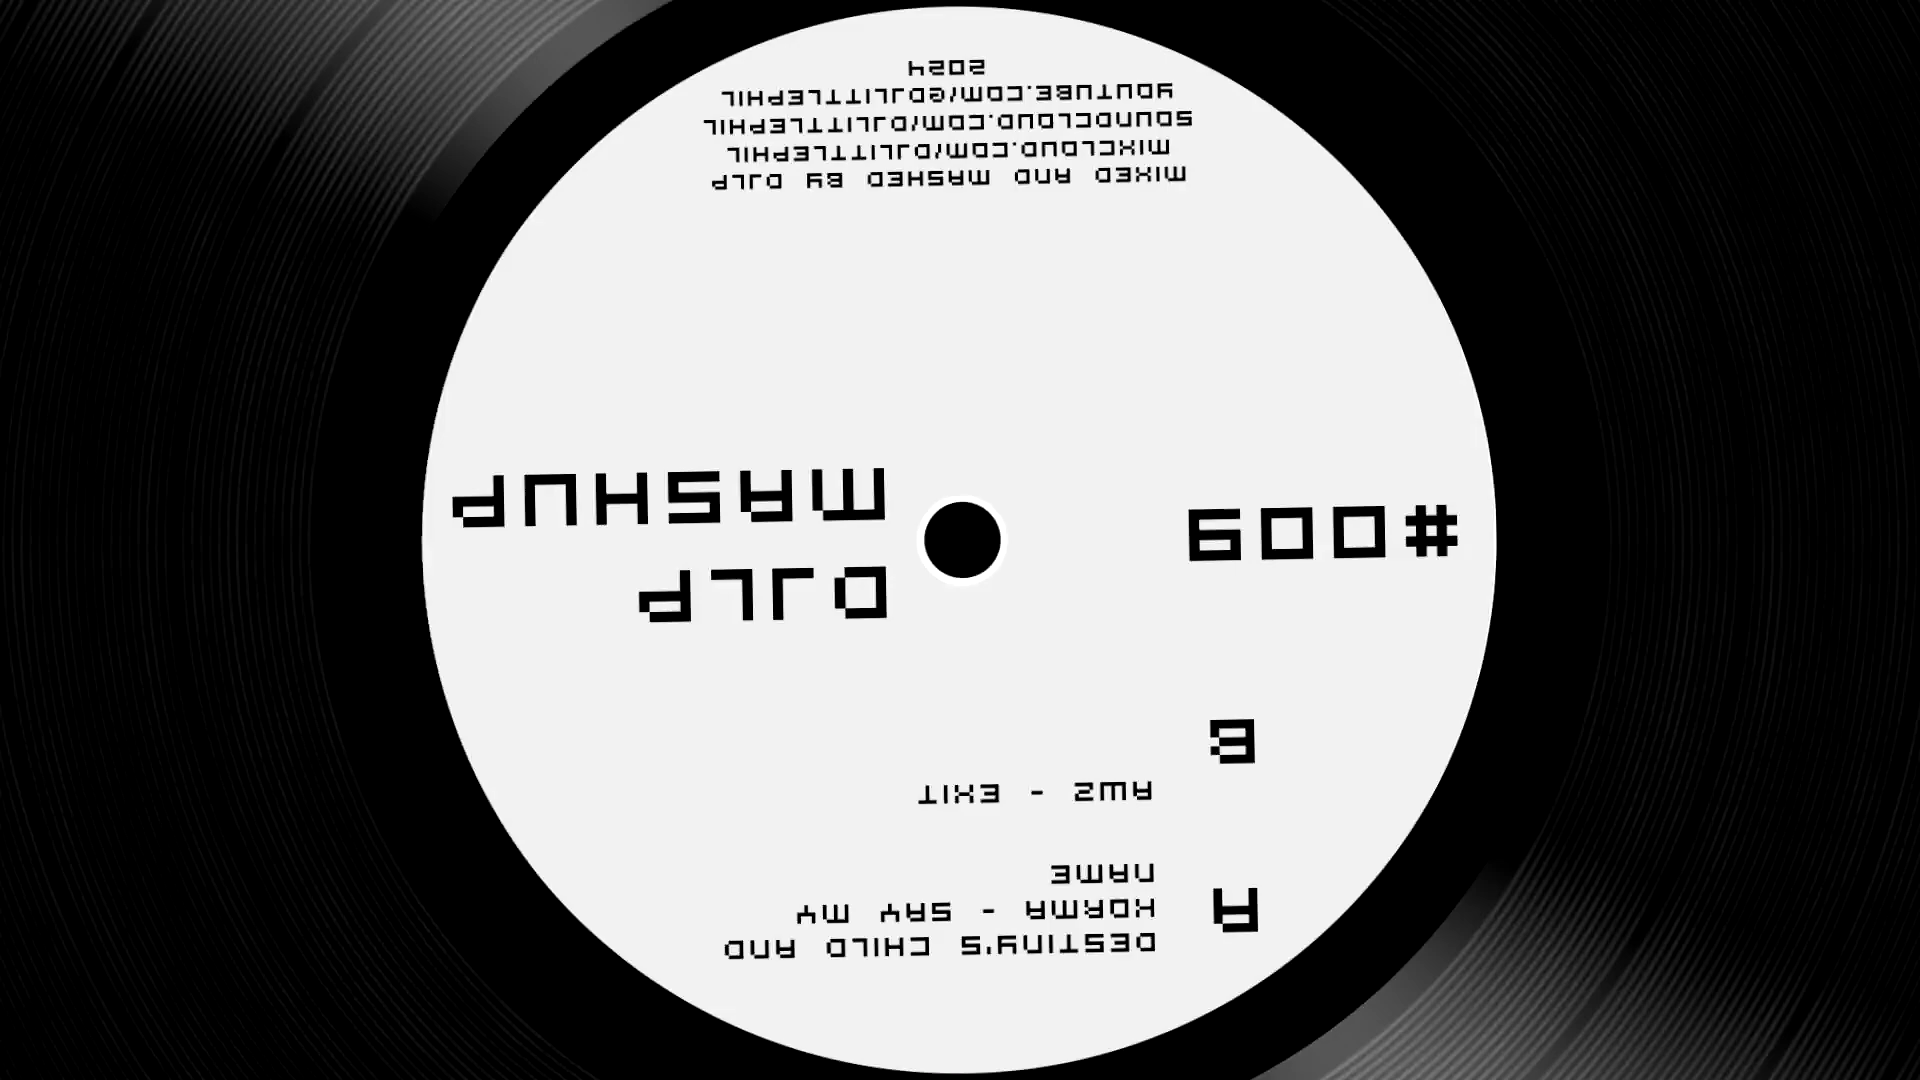 DJLP
MASHUP
#009
A
DESTINY'S CHILD AND
KORMA - SAY MY
NAME
B
AWZ - EXIT
MIXED AND MASHED BY DJLP
MIXCLOUD.COM/DJLITTLEPHIL
SOUNDCLOUD.COM/DJLITTLEPHIL
YOUTUBE.COM/@DJLITTLEPHIL
2024